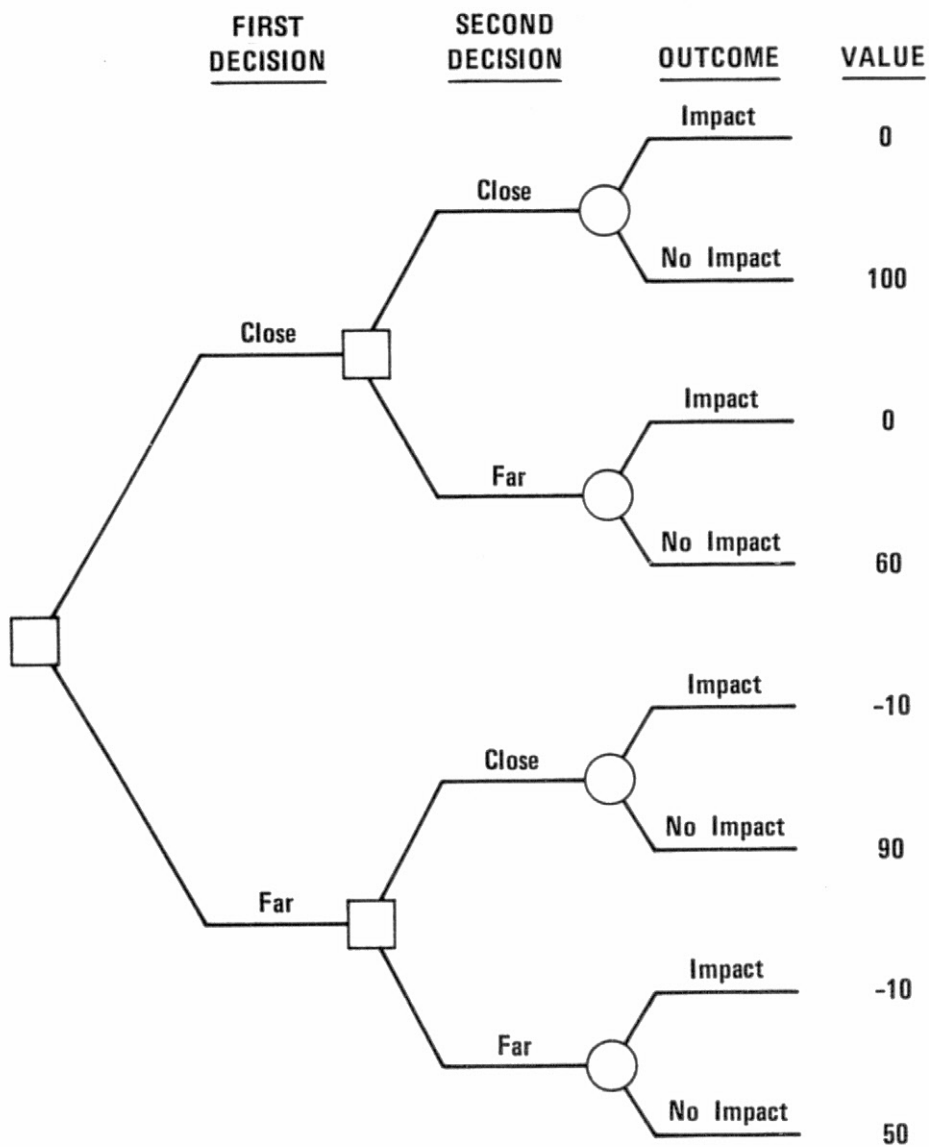 FIRST DECISION
SECOND DECISION
OUTCOME
VALUE
Impact
0
Close
No Impact
100
Close
Impact
0
Far
No Impact
60
Impact
-10
Close
No Impact
90
Far
Impact
-10
Far
No Impact
50